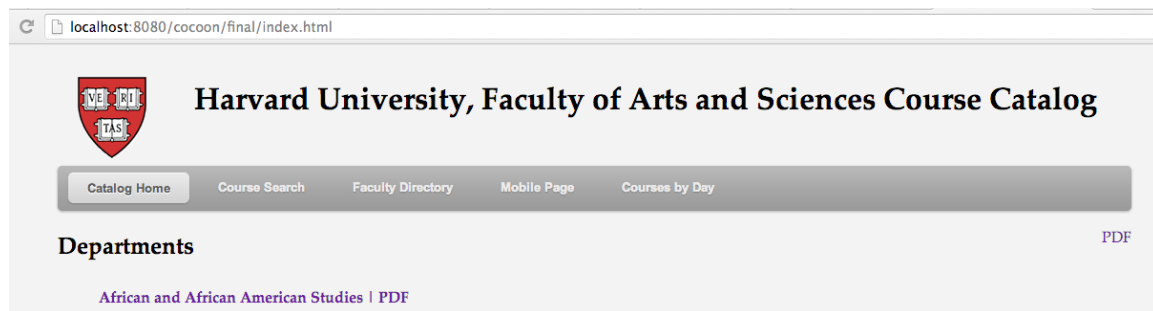 localhost:8080/cocoon/final/index.html
VE RI
TAS
Harvard University, Faculty of Arts and Sciences Course Catalog
Catalog Home Course Search Faculty Directory Mobile Page Courses by Day
Departments PDF
African and African American Studies | PDF